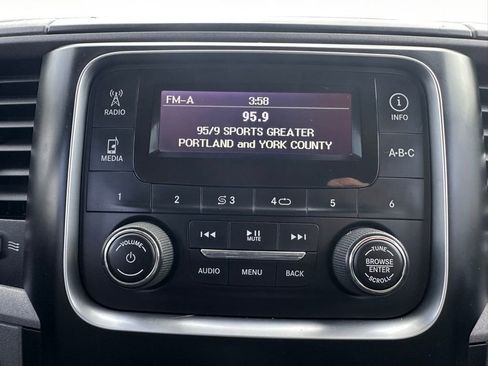 FM-A 3:58
95.9
95/9 SPORTS GREATER
PORTLAND and YORK COUNTY
RADIO
INFO
MEDIA
A-B-C
1 2 3 4 5 6
MUTE
VOLUME
AUDIO MENU BACK
TUNE
BROWSE
ENTER
SCROLL